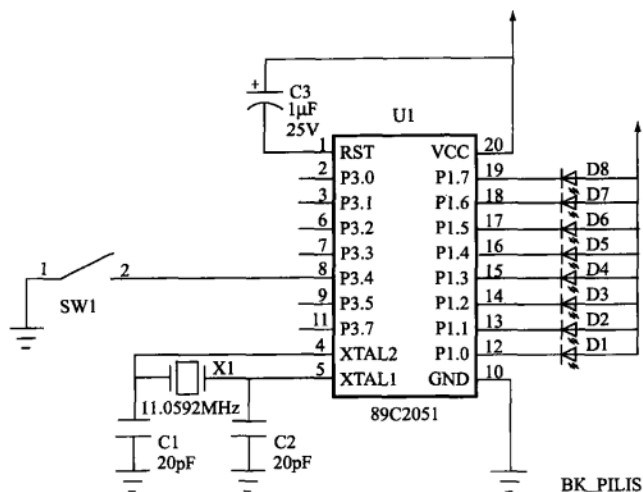 +
C3
1μF
25V
U1
1 RST VCC 20
2 P3.0 P1.7 19 D8
3 P3.1 P1.6 18 D7
6 P3.2 P1.5 17 D6
7 P3.3 P1.4 16 D5
1 2 8 P3.4 P1.3 15 D4
SW1 9 P3.5 P1.2 14 D3
11 P3.7 P1.1 13 D2
4 XTAL2 P1.0 12 D1
X1 5 XTAL1 GND 10
11.0592MHz
89C2051
C1 C2
20pF 20pF
BK_PILIS